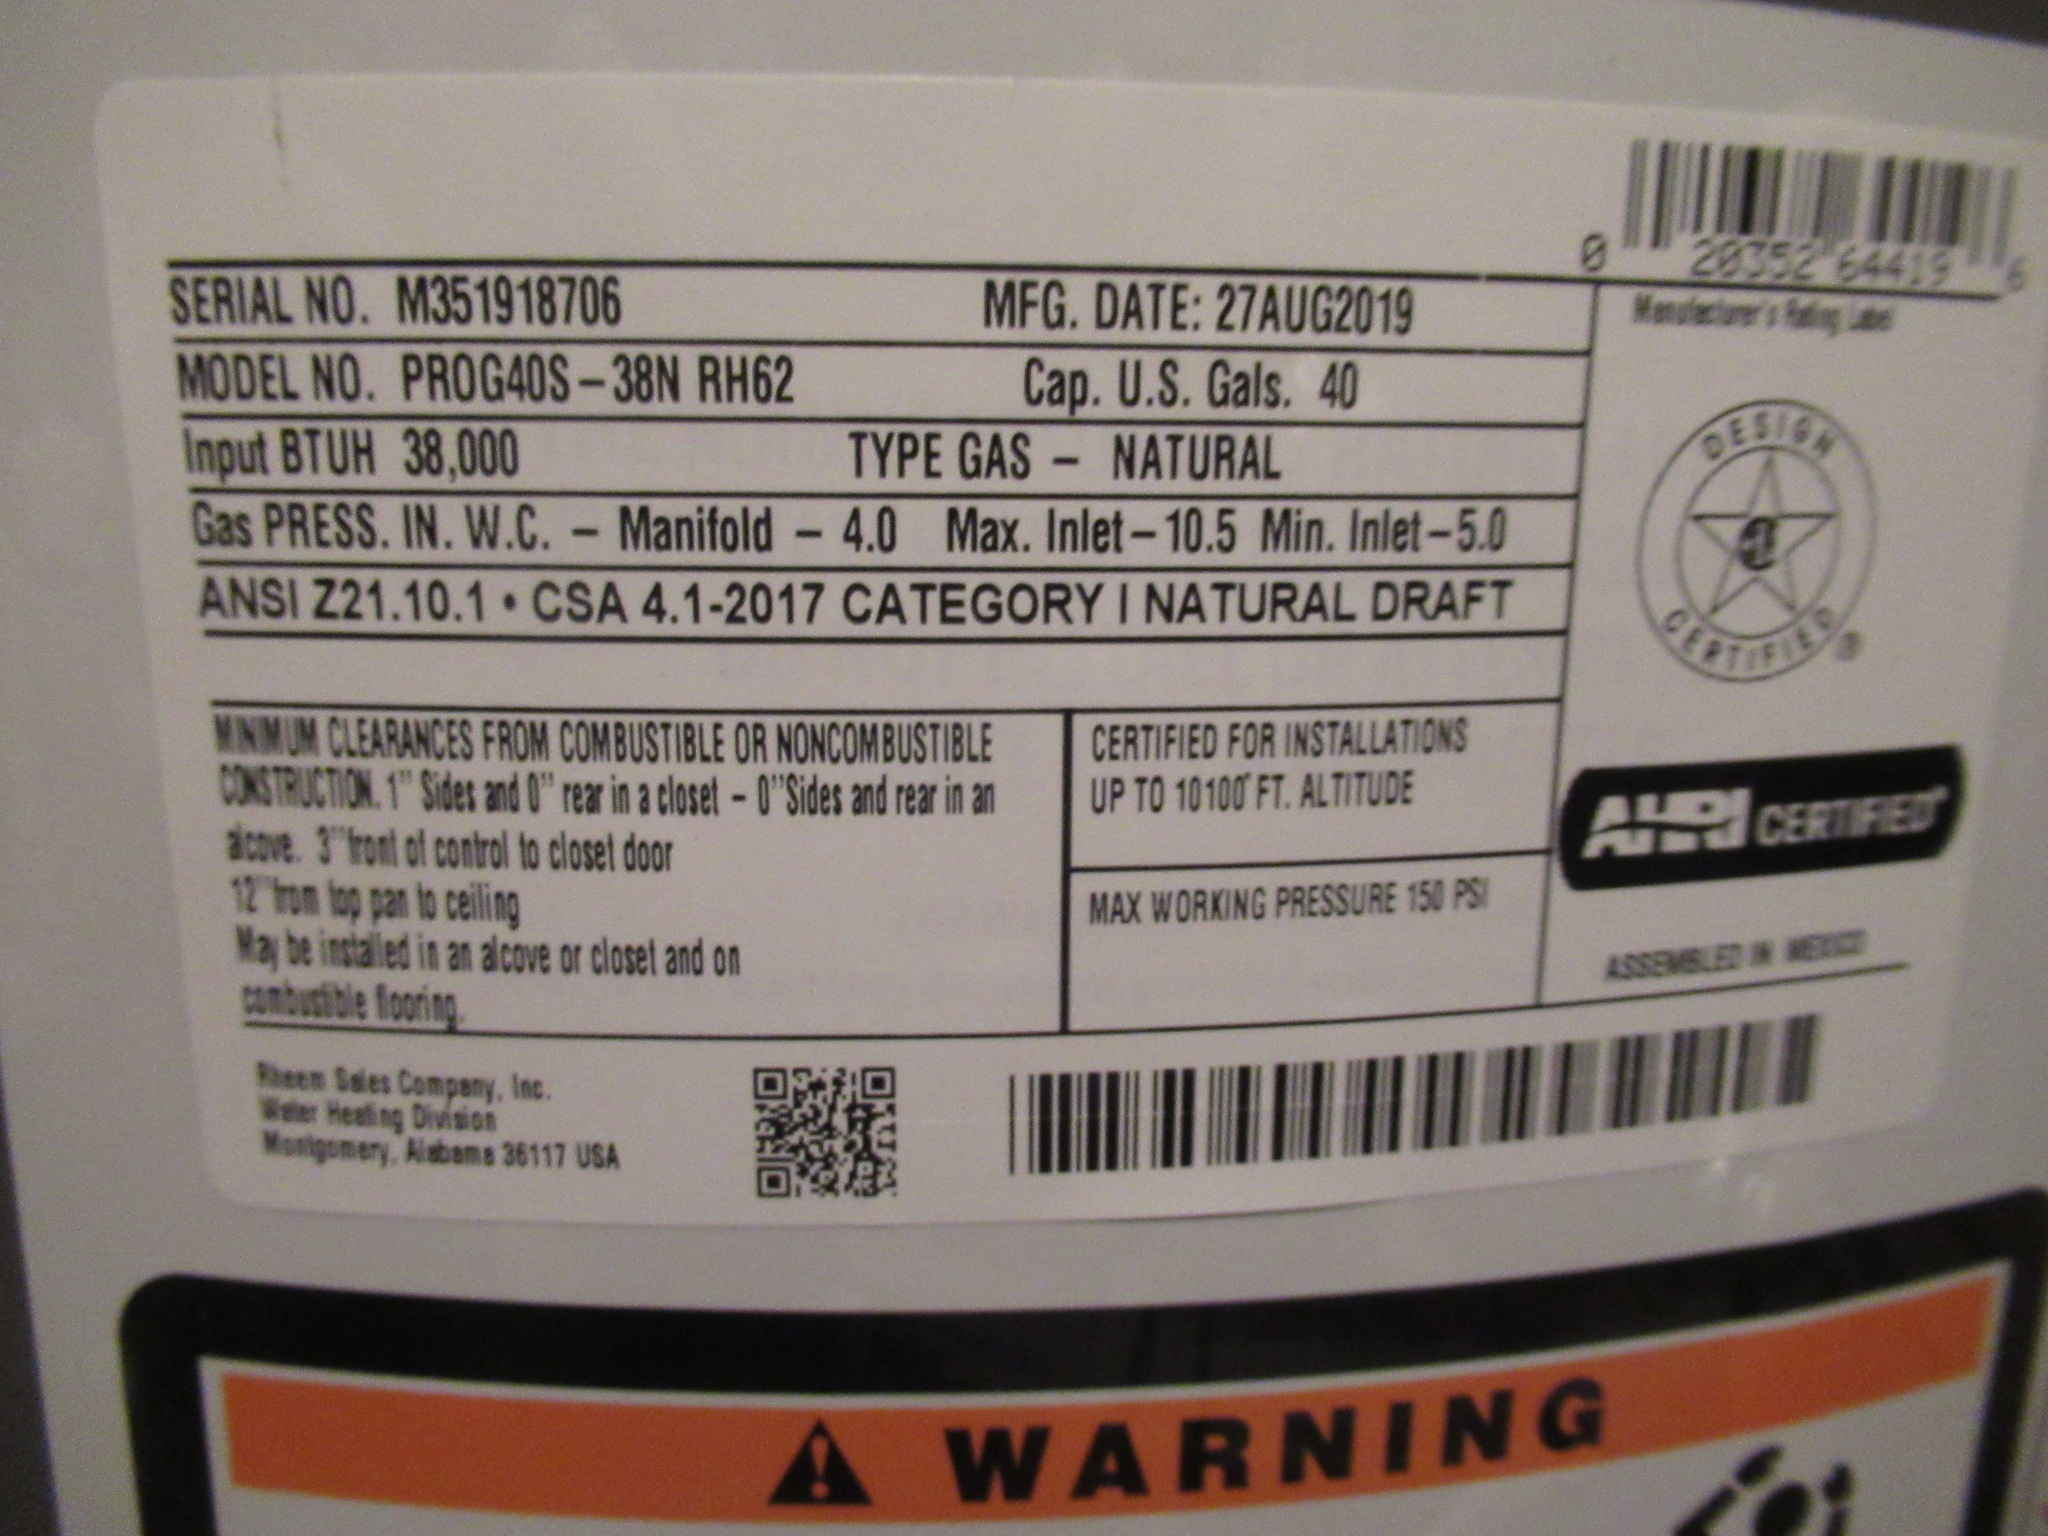 0 20352 64419 6
SERIAL NO. M351918706 MFG. DATE: 27AUG2019
Manufacturer's Rating Label
MODEL NO. PROG40S-38N RH62 Cap. U.S. Gals. 40
Input BTUH 38,000 TYPE GAS - NATURAL
Gas PRESS. IN. W.C. - Manifold - 4.0 Max. Inlet-10.5 Min. Inlet-5.0
ANSI Z21.10.1 • CSA 4.1-2017 CATEGORY I NATURAL DRAFT
DESIGN
CERTIFIED ®
MINIMUM CLEARANCES FROM COMBUSTIBLE OR NONCOMBUSTIBLE
CONSTRUCTION. 1" Sides and 0" rear in a closet - 0"Sides and rear in an
alcove. 3"front of control to closet door
12"from top pan to ceiling
May be installed in an alcove or closet and on
combustible flooring.
CERTIFIED FOR INSTALLATIONS
UP TO 10100' FT. ALTITUDE
MAX WORKING PRESSURE 150 PSI
AHRI CERTIFIED
ASSEMBLED IN MEXICO
Rheem Sales Company, Inc.
Water Heating Division
Montgomery, Alabama 36117 USA
WARNING